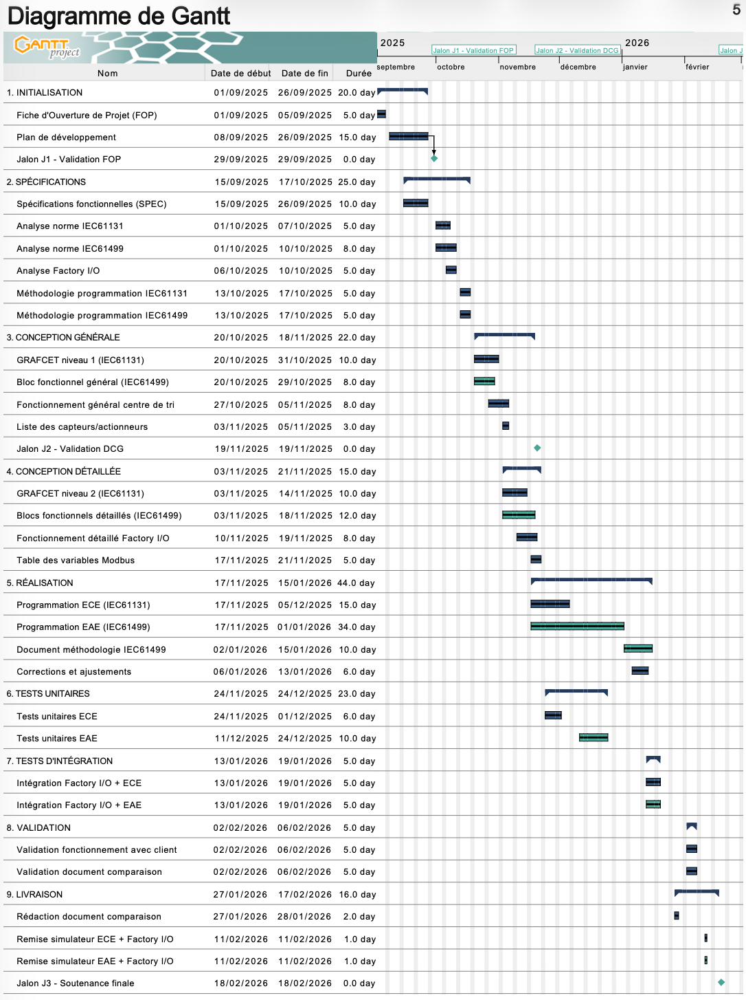 Diagramme de Gantt
5
GANTT project
2025 2026
Jalon J1 - Validation FOP Jalon J2 - Validation DCG Jalon J
septembre octobre novembre décembre janvier février
Nom Date de début Date de fin Durée
1. INITIALISATION 01/09/2025 26/09/2025 20.0 day
Fiche d'Ouverture de Projet (FOP) 01/09/2025 05/09/2025 5.0 day
Plan de développement 08/09/2025 26/09/2025 15.0 day
Jalon J1 - Validation FOP 29/09/2025 29/09/2025 0.0 day
2. SPÉCIFICATIONS 15/09/2025 17/10/2025 25.0 day
Spécifications fonctionnelles (SPEC) 15/09/2025 26/09/2025 10.0 day
Analyse norme IEC61131 01/10/2025 07/10/2025 5.0 day
Analyse norme IEC61499 01/10/2025 10/10/2025 8.0 day
Analyse Factory I/O 06/10/2025 10/10/2025 5.0 day
Méthodologie programmation IEC61131 13/10/2025 17/10/2025 5.0 day
Méthodologie programmation IEC61499 13/10/2025 17/10/2025 5.0 day
3. CONCEPTION GÉNÉRALE 20/10/2025 18/11/2025 22.0 day
GRAFCET niveau 1 (IEC61131) 20/10/2025 31/10/2025 10.0 day
Bloc fonctionnel général (IEC61499) 20/10/2025 29/10/2025 8.0 day
Fonctionnement général centre de tri 27/10/2025 05/11/2025 8.0 day
Liste des capteurs/actionneurs 03/11/2025 05/11/2025 3.0 day
Jalon J2 - Validation DCG 19/11/2025 19/11/2025 0.0 day
4. CONCEPTION DÉTAILLÉE 03/11/2025 21/11/2025 15.0 day
GRAFCET niveau 2 (IEC61131) 03/11/2025 14/11/2025 10.0 day
Blocs fonctionnels détaillés (IEC61499) 03/11/2025 18/11/2025 12.0 day
Fonctionnement détaillé Factory I/O 10/11/2025 19/11/2025 8.0 day
Table des variables Modbus 17/11/2025 21/11/2025 5.0 day
5. RÉALISATION 17/11/2025 15/01/2026 44.0 day
Programmation ECE (IEC61131) 17/11/2025 05/12/2025 15.0 day
Programmation EAE (IEC61499) 17/11/2025 01/01/2026 34.0 day
Document méthodologie IEC61499 02/01/2026 15/01/2026 10.0 day
Corrections et ajustements 06/01/2026 13/01/2026 6.0 day
6. TESTS UNITAIRES 24/11/2025 24/12/2025 23.0 day
Tests unitaires ECE 24/11/2025 01/12/2025 6.0 day
Tests unitaires EAE 11/12/2025 24/12/2025 10.0 day
7. TESTS D'INTÉGRATION 13/01/2026 19/01/2026 5.0 day
Intégration Factory I/O + ECE 13/01/2026 19/01/2026 5.0 day
Intégration Factory I/O + EAE 13/01/2026 19/01/2026 5.0 day
8. VALIDATION 02/02/2026 06/02/2026 5.0 day
Validation fonctionnement avec client 02/02/2026 06/02/2026 5.0 day
Validation document comparaison 02/02/2026 06/02/2026 5.0 day
9. LIVRAISON 27/01/2026 17/02/2026 16.0 day
Rédaction document comparaison 27/01/2026 28/01/2026 2.0 day
Remise simulateur ECE + Factory I/O 11/02/2026 11/02/2026 1.0 day
Remise simulateur EAE + Factory I/O 11/02/2026 11/02/2026 1.0 day
Jalon J3 - Soutenance finale 18/02/2026 18/02/2026 0.0 day